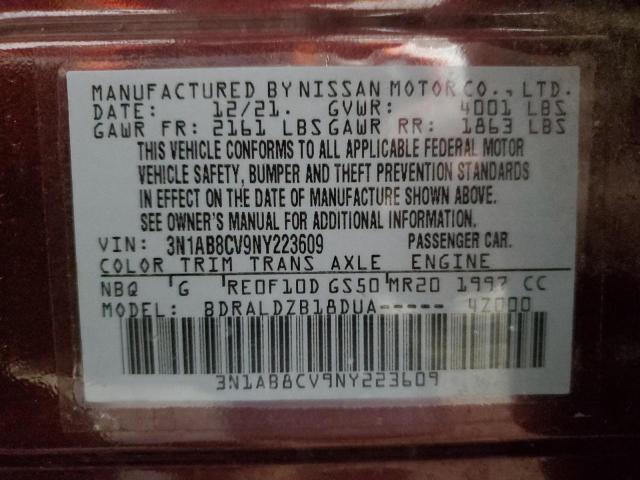 MANUFACTURED BY NISSAN MOTOR CO., LTD.
DATE: 12/21. GVWR: 4001 LBS
GAWR FR: 2161 LBS GAWR RR: 1863 LBS
THIS VEHICLE CONFORMS TO ALL APPLICABLE FEDERAL MOTOR
VEHICLE SAFETY, BUMPER AND THEFT PREVENTION STANDARDS
IN EFFECT ON THE DATE OF MANUFACTURE SHOWN ABOVE.
SEE OWNER'S MANUAL FOR ADDITIONAL INFORMATION.
VIN: 3N1AB8CV9NY223609 PASSENGER CAR.
COLOR TRIM TRANS AXLE ENGINE
NBQ G RE0F10D GS50 MR20 1997 CC
MODEL: BDRALDZB18DUA----- 4Z000
3N1AB8CV9NY223609